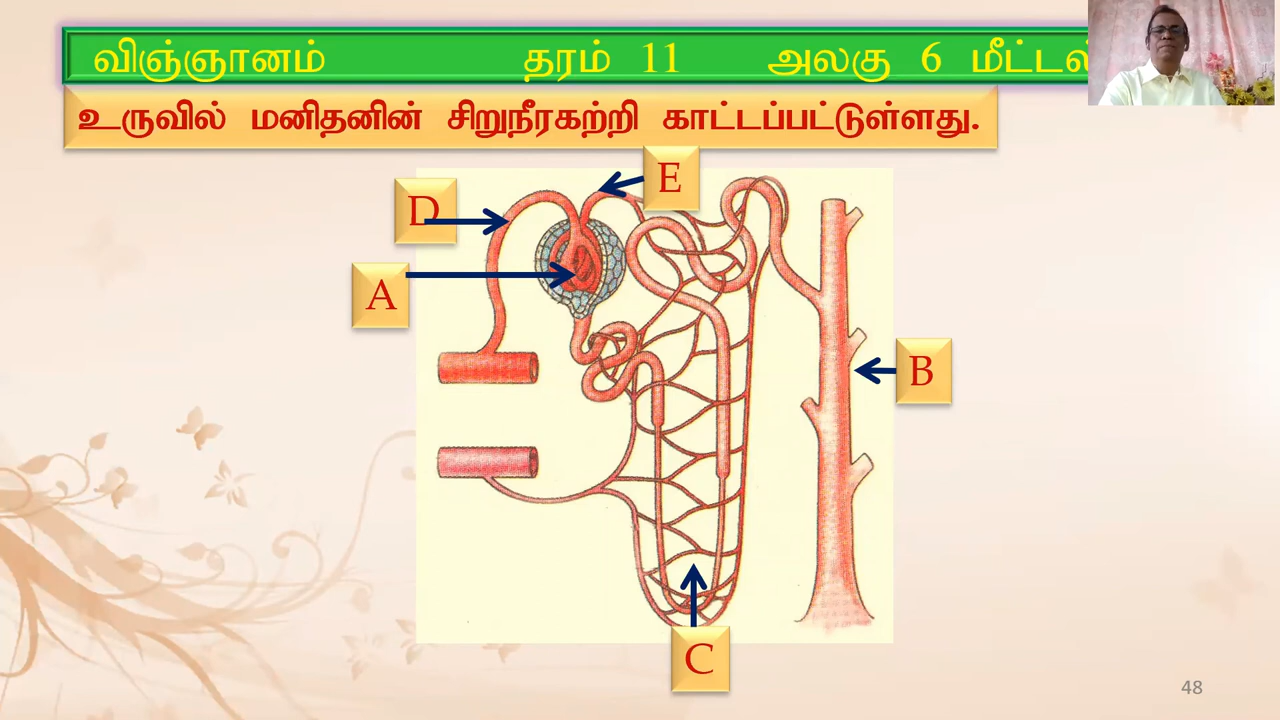 விஞ்ஞானம் தரம் 11 அலகு 6 மீட்டல்
உருவில் மனிதனின் சிறுநீரகற்றி காட்டப்பட்டுள்ளது.
E
D
A
B
C
48